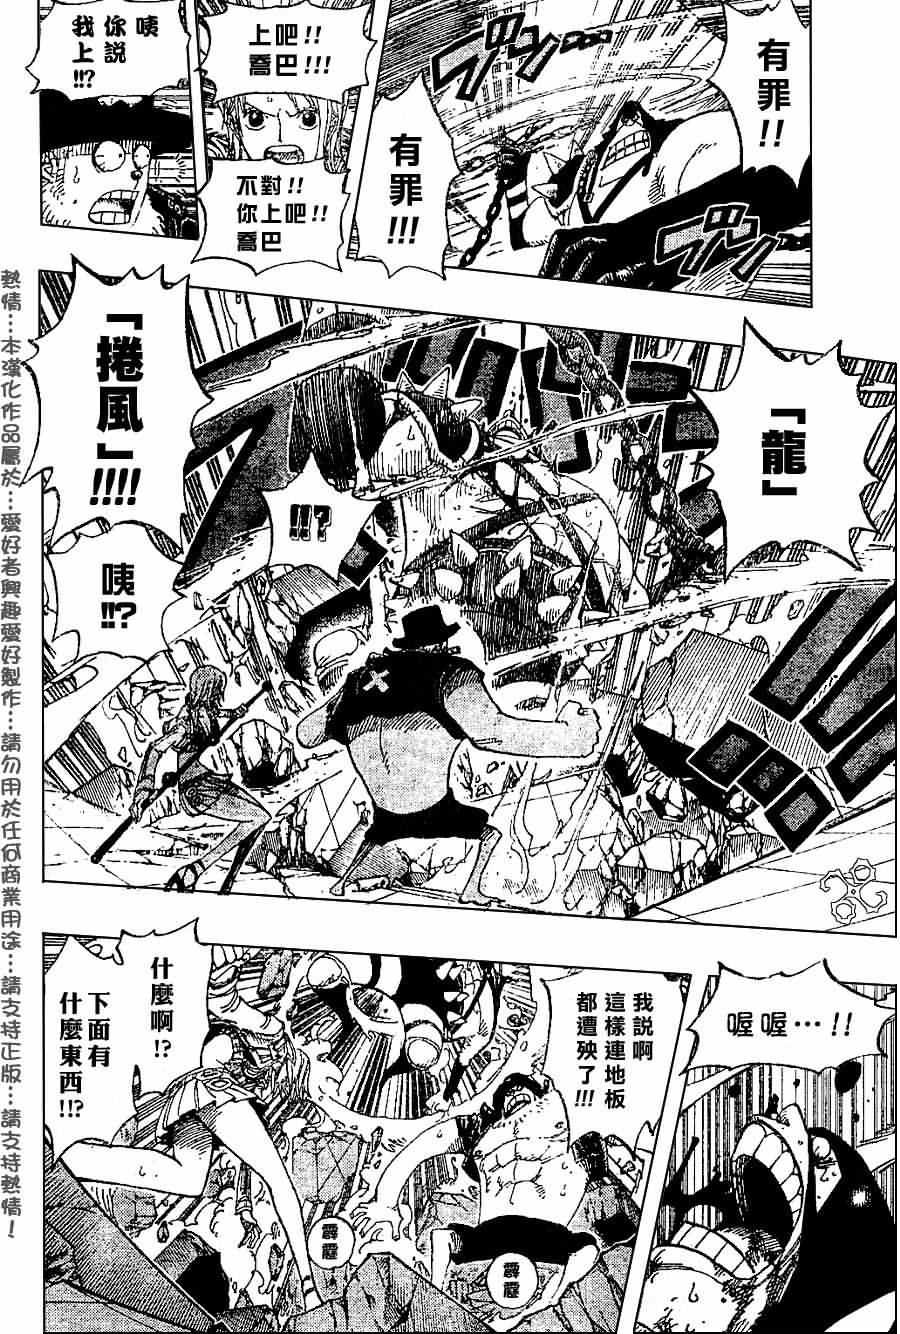 有罪!!
有罪!!!
上吧!!
喬巴!!!
不對!!
你上吧!!
喬巴
咦
你說
我上!!?
「龍」
「捲風」!!!!
!!?
咦!!?
喔喔…!!
我說啊
這樣連地板
都遭殃了!!!
什麼啊!?
下面有
什麼東西!!?
霹靂
霹靂
熱情…本漢化作品屬於…愛好者興趣愛好製作…請勿用於任何商業用途…請支持正版…請支持熱情!